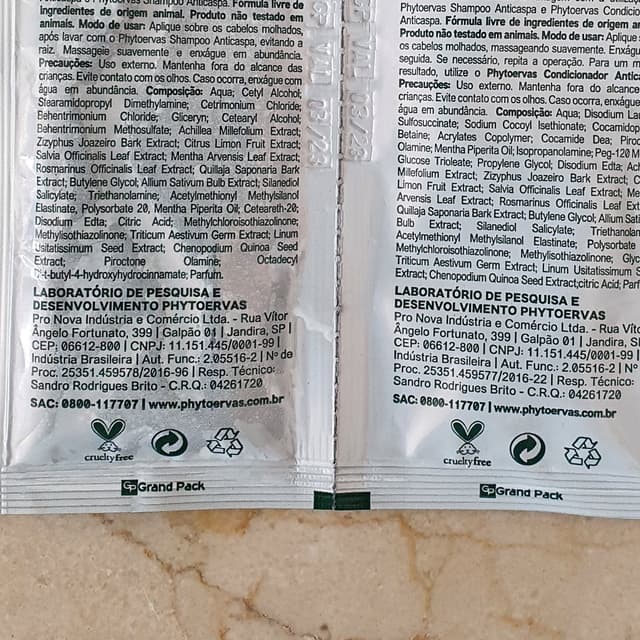 Phytoervas Shampoo Anticaspa. Fórmula livre de
ingredientes de origem animal. Produto não testado em
animais. Modo de usar: Aplique sobre os cabelos molhados,
após lavar com o Phytoervas Shampoo Anticaspa, evitando a
raiz. Massageie suavemente e enxágue em abundância.
Precauções: Uso externo. Mantenha fora do alcance das
crianças. Evite contato com os olhos. Caso ocorra, enxágue com
água em abundância. Composição: Aqua; Cetyl Alcohol;
Stearamidopropyl Dimethylamine; Cetrimonium Chloride;
Behentrimonium Chloride; Gliceryn; Cetearyl Alcohol;
Behentrimonium Methosulfate; Achillea Millefolium Extract;
Zizyphus Joazeiro Bark Extract; Citrus Limon Fruit Extract;
Salvia Officinalis Leaf Extract; Mentha Arvensis Leaf Extract;
Rosmarinus Officinalis Leaf Extract; Quillaja Saponaria Bark
Extract; Butylene Glycol; Allium Sativum Bulb Extract; Silanediol
Salicylate; Triethanolamine; Acetylmethionyl Methylsilanol
Elastinate, Polysorbate 20, Mentha Piperita Oil; Ceteareth-20;
Disodium Edta; Citric Acid; Methylchloroisothiozolinone;
Methylsothiazolinone; Triticum Aestivum Germ Extract; Linum
Usitatissimum Seed Extract; Chenopodium Quinoa Seed
Extract; Piroctone Olamine; Octadecyl
Di-t-butyl-4-hydroxyhydrocinnamate; Parfum.
LABORATÓRIO DE PESQUISA E
DESENVOLVIMENTO PHYTOERVAS
Pro Nova Indústria e Comércio Ltda. - Rua Vítor
Ângelo Fortunato, 399 | Galpão 01 | Jandira, SP |
CEP: 06612-800 | CNPJ: 11.151.445/0001-99 |
Indústria Brasileira | Aut. Func.: 2.05516-2 | Nº de
Proc. 25351.459578/2016-96 | Resp. Técnico:
Sandro Rodrigues Brito - C.R.Q.: 04261720
SAC: 0800-117707 | www.phytoervas.com.br
crueltyfree
GP Grand Pack
V VAL 03/23
V VAL 03/23
Phytoervas Shampoo Anticaspa e Phytoervas Condicio
Anticaspa. Fórmula livre de ingredientes de origem an
Produto não testado em animais. Modo de usar: Aplique
os cabelos molhados, massageando suavemente. Enxágu
seguida. Se necessário, repita a operação. Para um m
resultado, utilize o Phytoervas Condicionador Antica
Precauções: Uso externo. Mantenha fora do alcance
crianças. Evite contato com os olhos. Caso ocorra, enxágue
água em abundância. Composição: Aqua; Disodium Lau
Sulfosuccinate; Sodium Cocoyl Isethionate; Cocoamidop
Betaine; Acrylates Copolymer; Cocamide Dea; Piroc
Olamine; Mentha Piperita Oil; Isopropanolamine; Peg-120 M
Glucose Trioleate; Propylene Glycol; Disodium Edta; Ach
Millefolium Extract; Zizyphus Joazeiro Bark Extract; C
Limon Fruit Extract; Salvia Officinalis Leaf Extract; Me
Arvensis Leaf Extract; Rosmarinus Officinalis Leaf Ext
Quillaja Saponaria Bark Extract; Butylene Glycol; Allium Sati
Bulb Extract; Silanediol Salicylate; Triethanolam
Acetylmethionyl Methylsilanol Elastinate; Polysorbate
Methylchloroisothiozolinone; Methylisothiozolinone; Glyc
Triticum Aestivum Germ Extract; Linum Usitatissimum S
Extract; Chenopodium Quinoa Seed Extract;citric Acid; Parf
LABORATÓRIO DE PESQUISA E
DESENVOLVIMENTO PHYTOERVAS
Pro Nova Indústria e Comércio Ltda. - Rua Vít
Ângelo Fortunato, 399 | Galpão 01 | Jandira, S
CEP: 06612-800 | CNPJ: 11.151.445/0001-99
Indústria Brasileira | Aut. Func.: 2.05516-2 | Nº
Proc. 25351.459577/2016-22 | Resp. Técnico:
Sandro Rodrigues Brito - C.R.Q.: 04261720
SAC: 0800-117707 | www.phytoervas.com.br
crueltyfree
GP Grand Pack